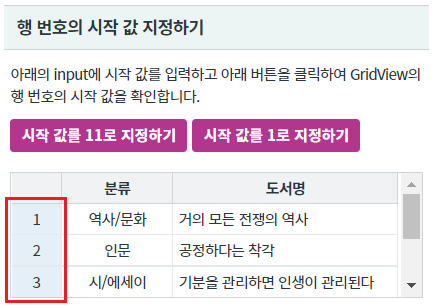 행 번호의 시작 값 지정하기
아래의 input에 시작 값를 입력하고 아래 버튼을 클릭하여 GridView의
행 번호의 시작 값을 확인합니다.
시작 값를 11로 지정하기 시작 값를 1로 지정하기
분류 도서명
1 역사/문화 거의 모든 전쟁의 역사
2 인문 공정하다는 착각
3 시/에세이 기분을 관리하면 인생이 관리된다